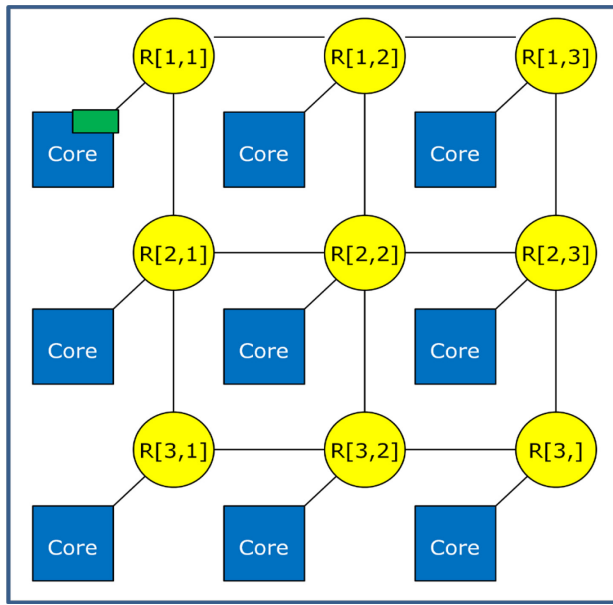 R[1,1]
R[1,2]
R[1,3]
Core
Core
Core
R[2,1]
R[2,2]
R[2,3]
Core
Core
Core
R[3,1]
R[3,2]
R[3,]
Core
Core
Core